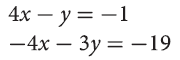 4x − y = −1
−4x − 3y = −19